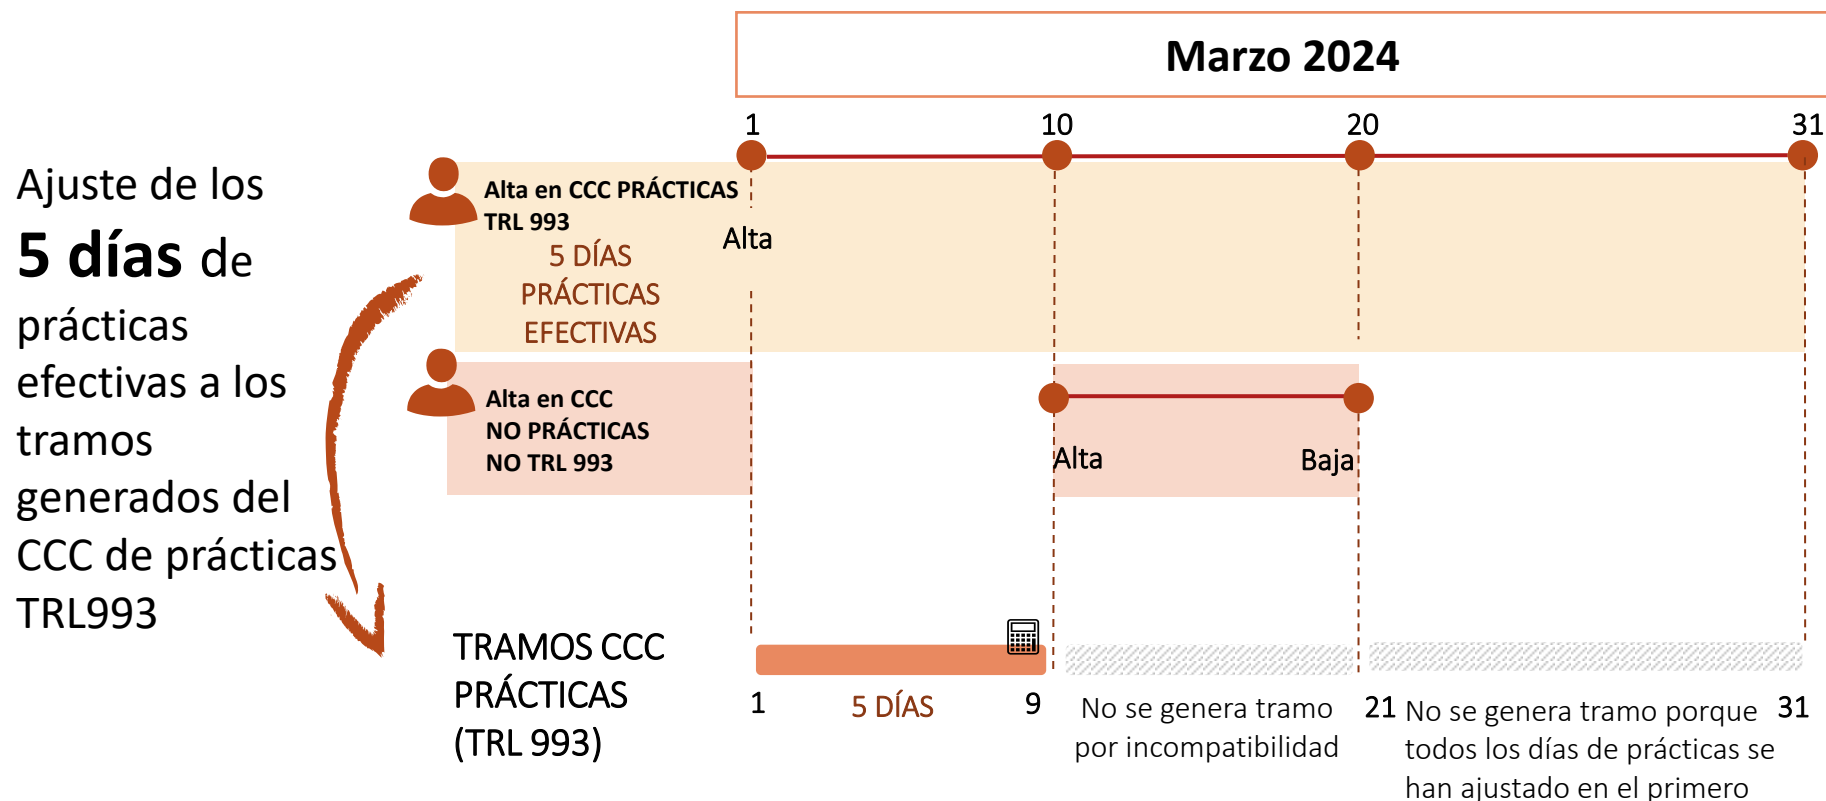 Marzo 2024
1
10
20
31
Ajuste de los
5 días de
prácticas
efectivas a los
tramos
generados del
CCC de prácticas
TRL993
Alta en CCC PRÁCTICAS
TRL 993
5 DÍAS
PRÁCTICAS
EFECTIVAS
Alta
Alta en CCC
NO PRÁCTICAS
NO TRL 993
Alta
Baja
TRAMOS CCC
PRÁCTICAS
(TRL 993)
1
5 DÍAS
9
No se genera tramo
por incompatibilidad
21
No se genera tramo porque
todos los días de prácticas se
han ajustado en el primero
31